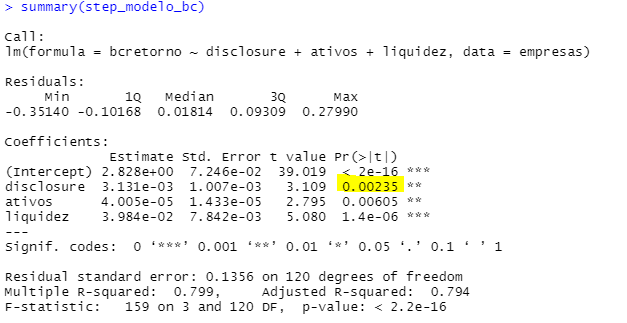 > summary(step_modelo_bc)
Call:
lm(formula = bcretorno ~ disclosure + ativos + liquidez, data = empresas)
Residuals:
Min 1Q Median 3Q Max
-0.35140 -0.10168 0.01814 0.09309 0.27990
Coefficients:
Estimate Std. Error t value Pr(>|t|)
(Intercept) 2.828e+00 7.246e-02 39.019 < 2e-16 ***
disclosure 3.131e-03 1.007e-03 3.109 0.00235 **
ativos 4.005e-05 1.433e-05 2.795 0.00605 **
liquidez 3.984e-02 7.842e-03 5.080 1.4e-06 ***
---
Signif. codes: 0 ‘***’ 0.001 ‘**’ 0.01 ‘*’ 0.05 ‘.’ 0.1 ‘ ’ 1
Residual standard error: 0.1356 on 120 degrees of freedom
Multiple R-squared: 0.799, Adjusted R-squared: 0.794
F-statistic: 159 on 3 and 120 DF, p-value: < 2.2e-16